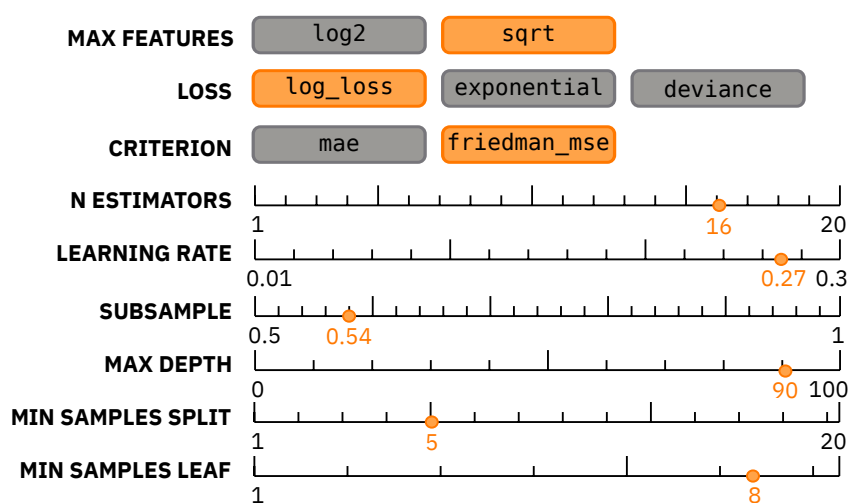 MAX FEATURES log2 sqrt
LOSS log_loss exponential deviance
CRITERION mae friedman_mse
N ESTIMATORS
1 16 20
LEARNING RATE
0.01 0.27 0.3
SUBSAMPLE
0.5 0.54 1
MAX DEPTH
0 90 100
MIN SAMPLES SPLIT
1 5 20
MIN SAMPLES LEAF
1 8